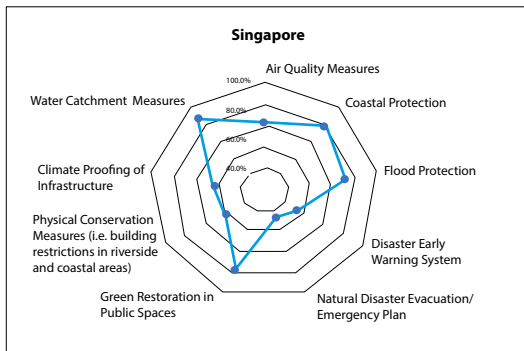 Singapore
Air Quality Measures
100.0%
Water Catchment Measures
Coastal Protection
80.0%
60.0%
Climate Proofing of
Infrastructure
40.0%
Flood Protection
Physical Conservation
Measures (i.e. building
restrictions in riverside
and coastal areas)
Disaster Early
Warning System
Green Restoration in
Public Spaces
Natural Disaster Evacuation/
Emergency Plan